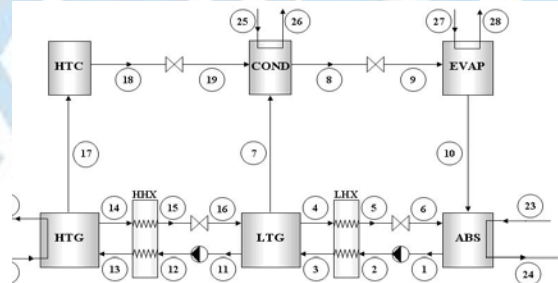 25 26 27 28
HTC 18 19 COND 8 9 EVAP
17 7 10
HHX LHX
14 15 16 4 5 6 23
HTG LTG ABS
13 12 11 3 2 1 24